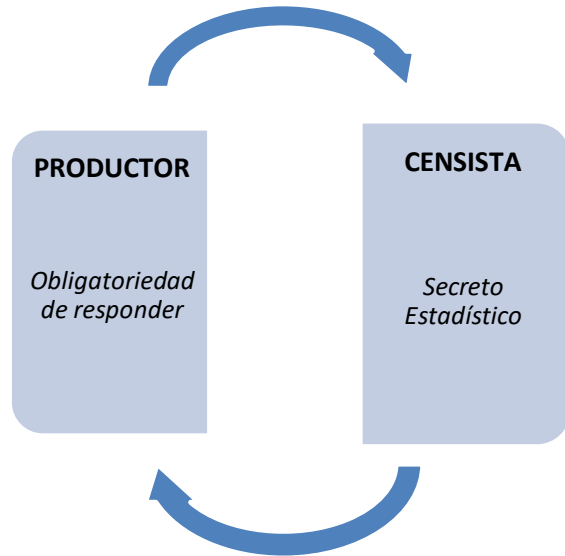 PRODUCTOR
Obligatoriedad
de responder
CENSISTA
Secreto
Estadístico